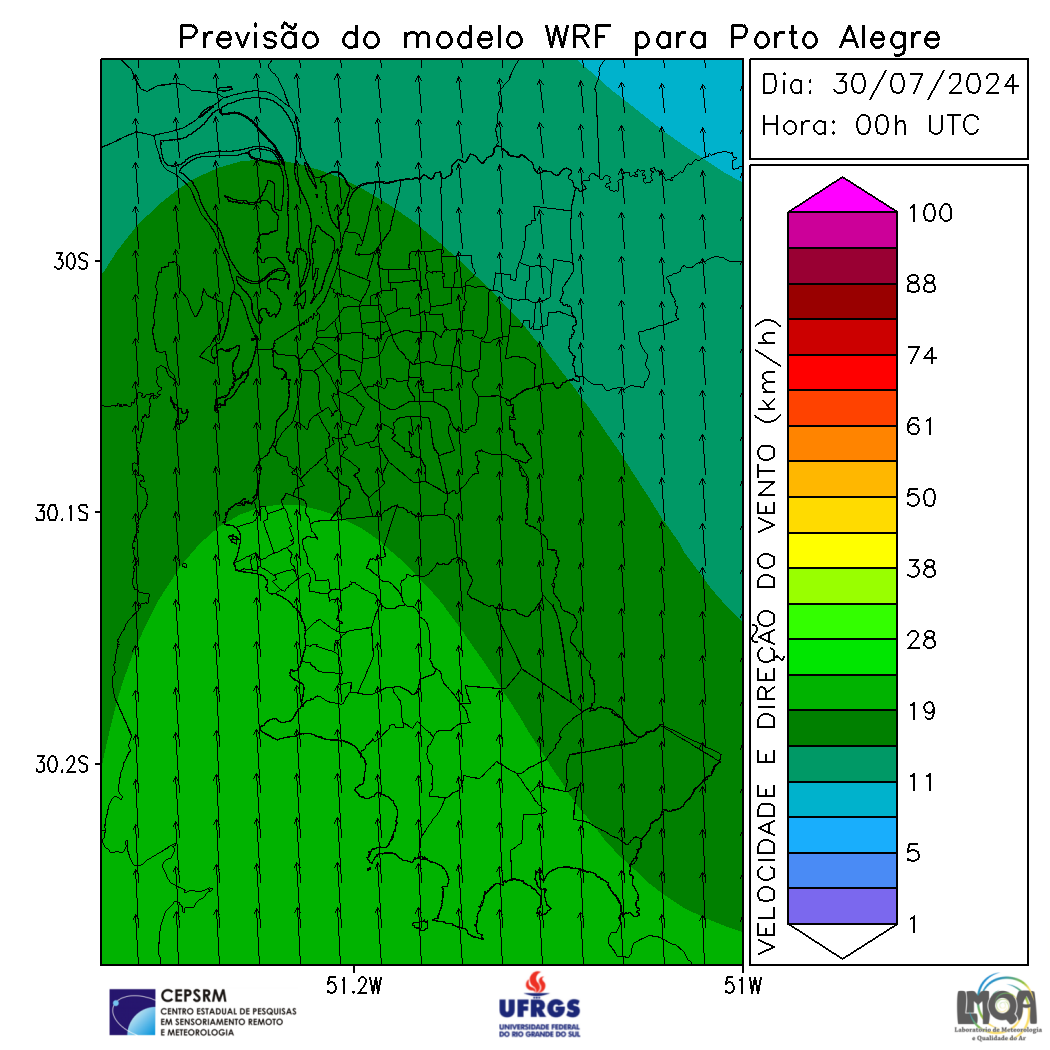 Previsão do modelo WRF para Porto Alegre
Dia: 30/07/2024
Hora: 00h UTC
30S
30.1S
30.2S
51.2W
51W
VELOCIDADE E DIREÇÃO DO VENTO (km/h)
100
88
74
61
50
38
28
19
11
5
1
CEPSRM
CENTRO ESTADUAL DE PESQUISAS
EM SENSORIAMENTO REMOTO
E METEOROLOGIA
UFRGS
UNIVERSIDADE FEDERAL
DO RIO GRANDE DO SUL
LMQA
Laboratório de Meteorologia
e Qualidade do Ar